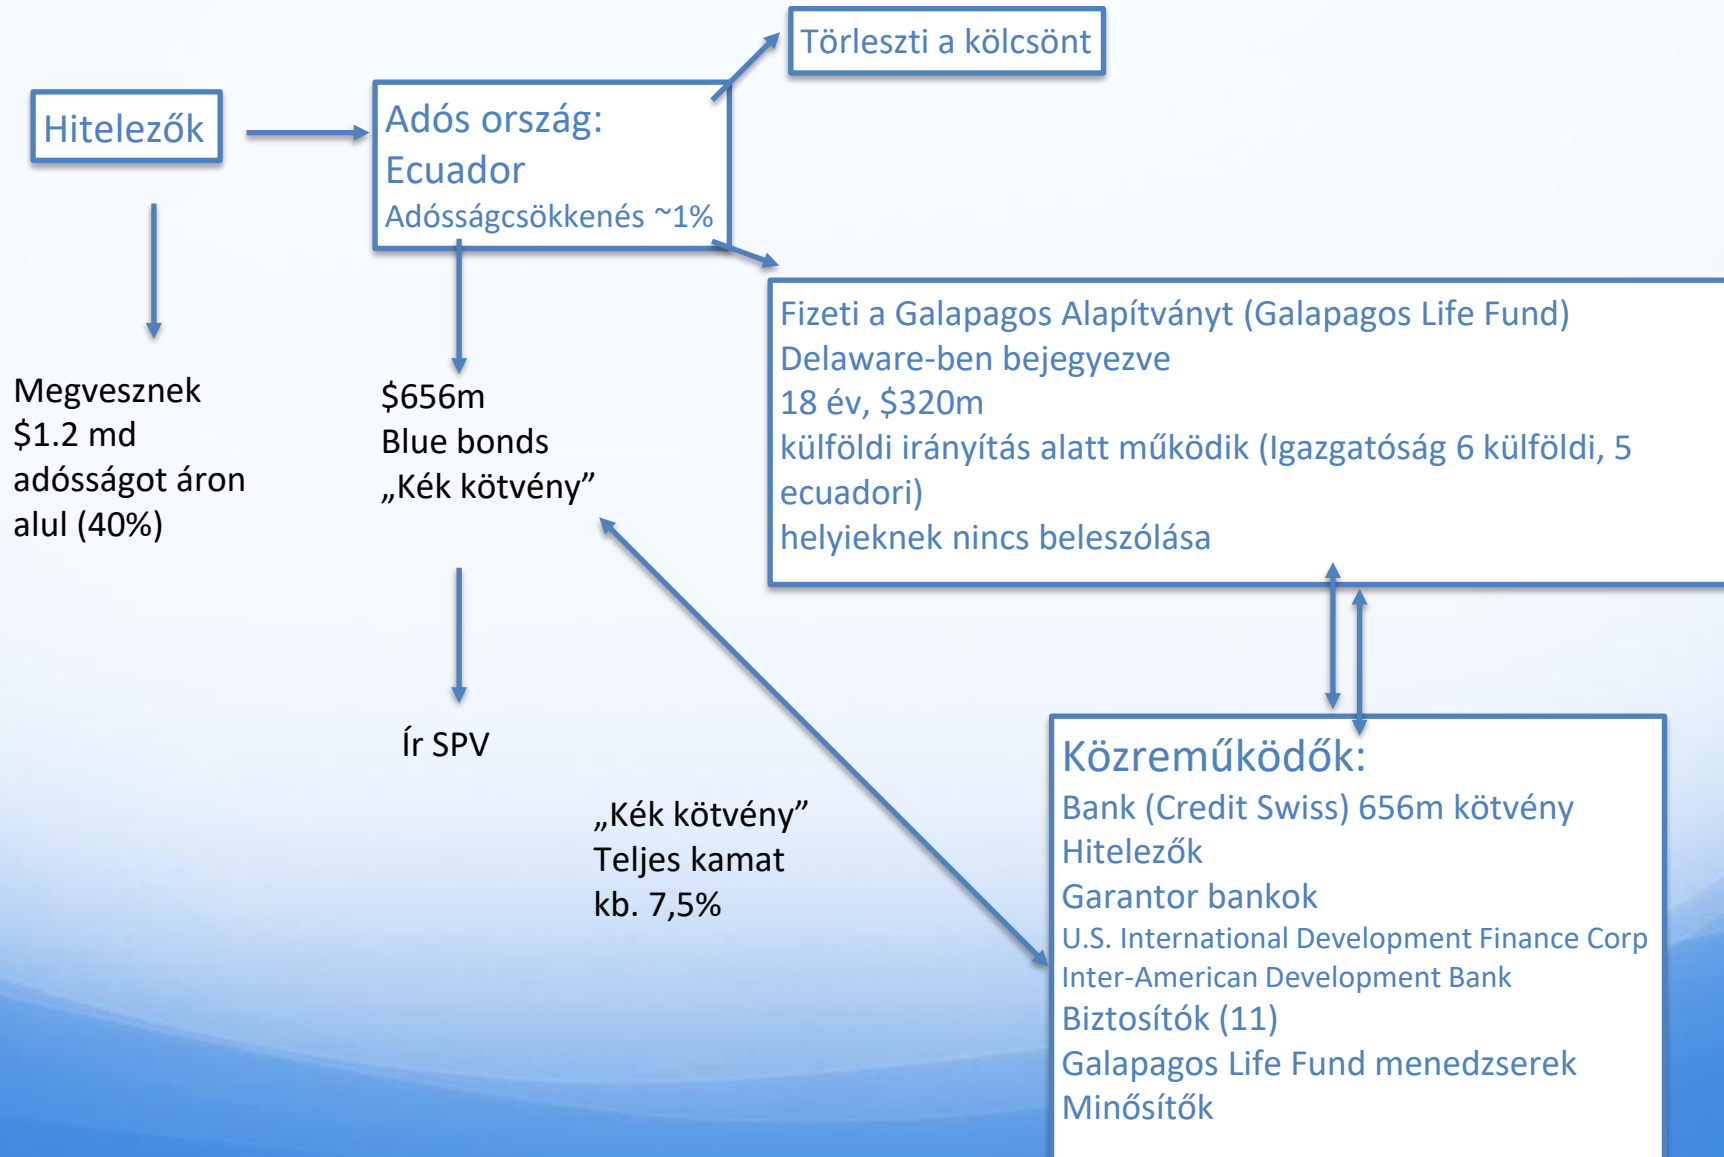 Törleszti a kölcsönt
Hitelezők
Adós ország:
Ecuador
Adósságcsökkenés ~1%
Fizeti a Galapagos Alapítványt (Galapagos Life Fund)
Delaware-ben bejegyezve
18 év, $320m
külföldi irányítás alatt működik (Igazgatóság 6 külföldi, 5
ecuadori)
helyieknek nincs beleszólása
Megvesznek
$1.2 md
adósságot áron
alul (40%)
$656m
Blue bonds
„Kék kötvény”
Ír SPV
„Kék kötvény”
Teljes kamat
kb. 7,5%
Közreműködők:
Bank (Credit Swiss) 656m kötvény
Hitelezők
Garantor bankok
U.S. International Development Finance Corp
Inter-American Development Bank
Biztosítók (11)
Galapagos Life Fund menedzserek
Minősítők